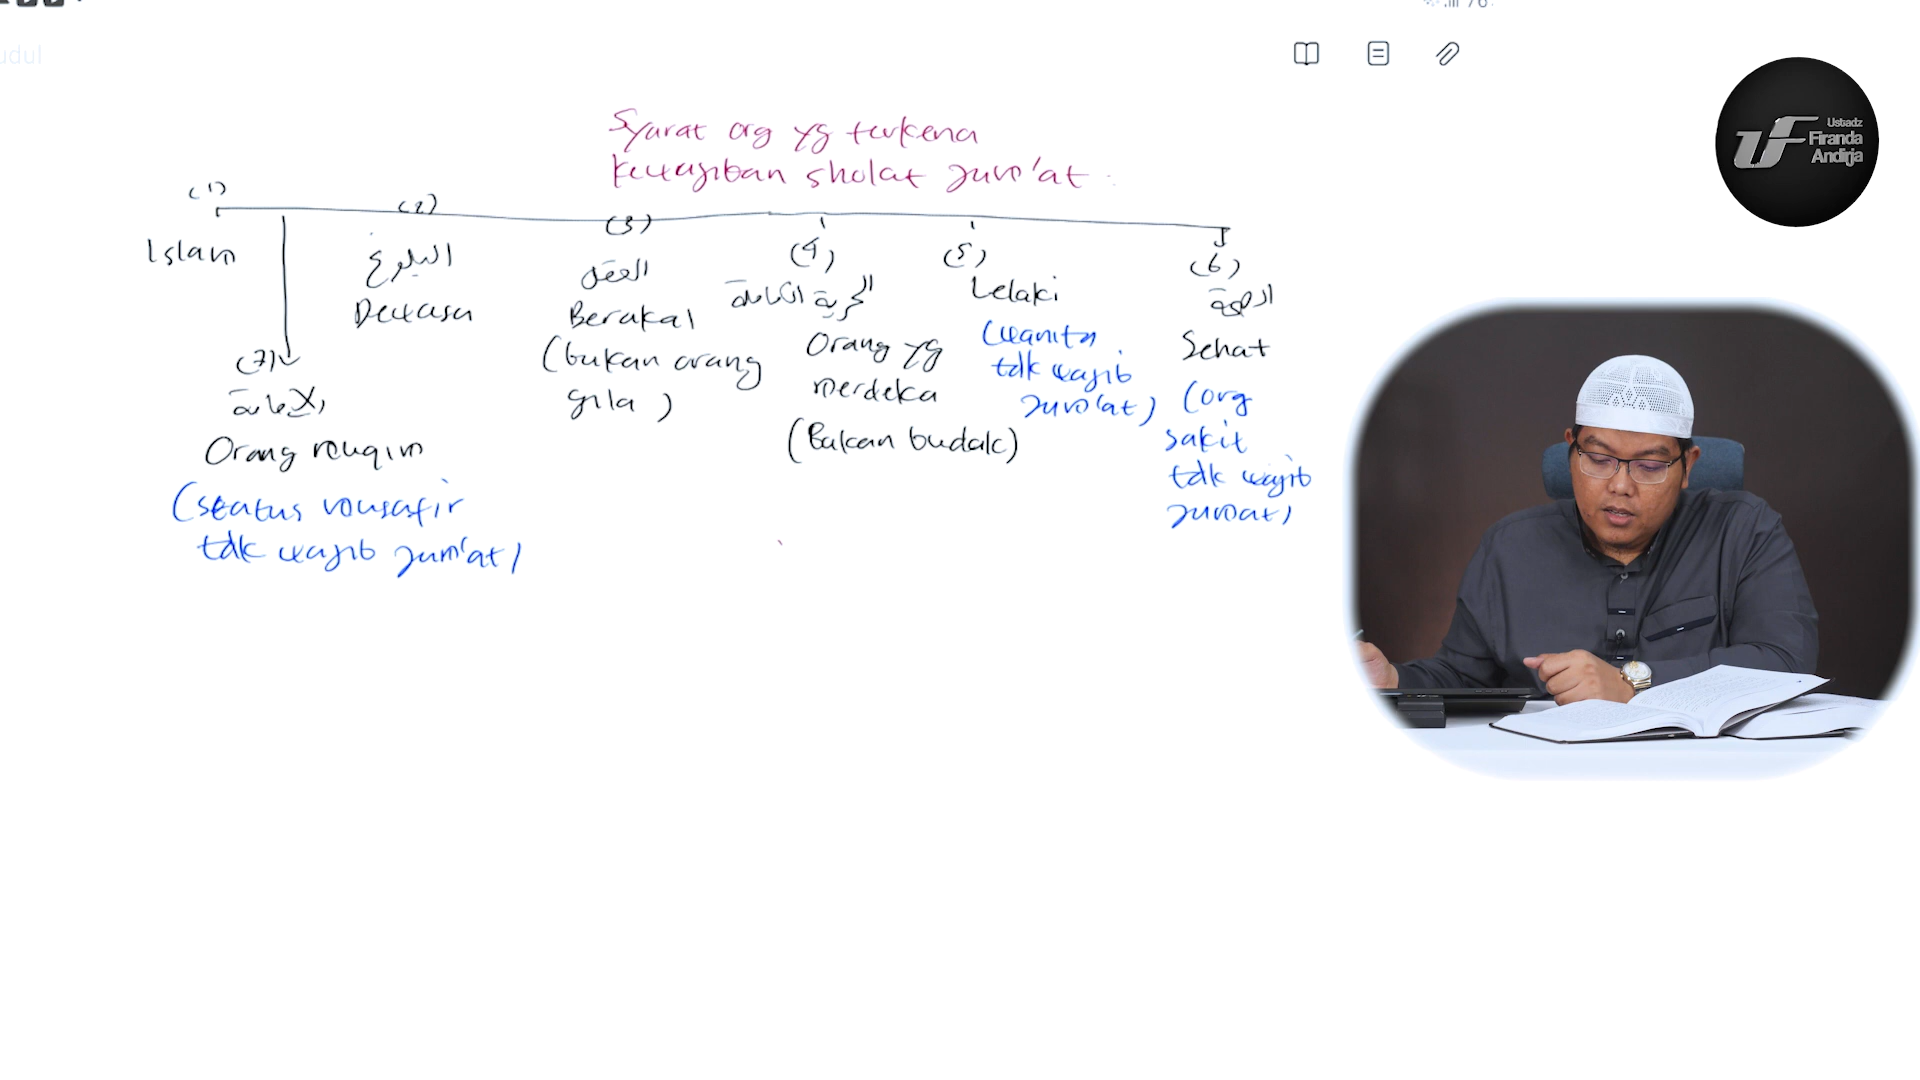 udul
Ustadz
Firanda
Andirja
Syarat org yg terkena
kewajiban sholat Jum'at
(1)
Islam
(2)
البلوغ
Dewasa
(3)
العقل
Berakal
(bukan orang
gila)
(4)
الحرية الكاملة
Orang yg
merdeka
(Bukan budak)
(5)
Lelaki
(wanita
tdk wajib
Jum'at)
(6)
الصحة
Sehat
(org
sakit
tdk wajib
Jumat)
(7)
الإقامة
Orang muqim
(status musafir
tdk wajib Jum'at)